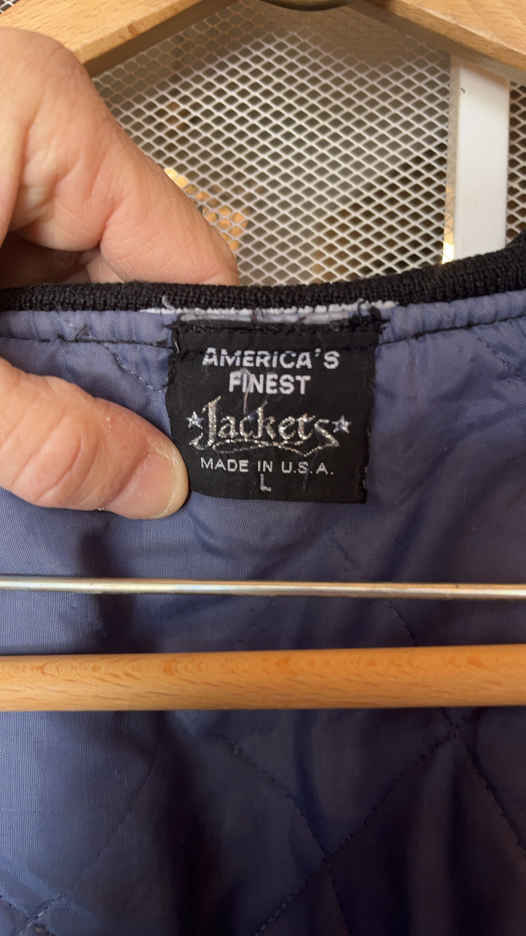 AMERICA'S
FINEST
Jackets
MADE IN U.S.A.
L